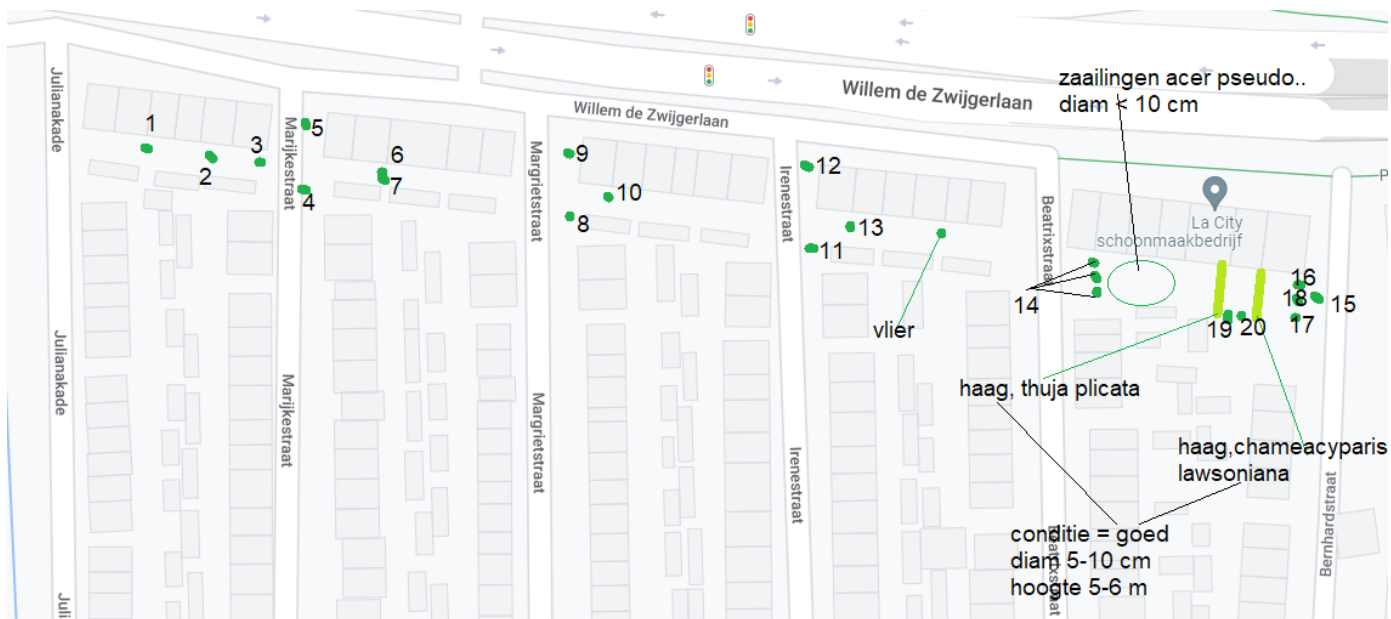 zaailingen acer pseudo..
diam < 10 cm
Willem de Zwijgerlaan
Willem de Zwijgerlaan
Julianakade
1
2
3
Marijkestraat
5
4
6
7
Margrietstraat
9
10
8
Irenestraat
12
13
11
Beatrixstraat
La City
schoonmaakbedrijf
P
14
16
18
15
17
19
20
vlier
haag, thuja plicata
haag,chameacyparis
lawsoniana
conditie = goed
diam 5-10 cm
hoogte 5-6 m
Julianakade
Marijkestraat
Margrietstraat
Irenestraat
Beatrixstraat
Bernhardstraat
Juli